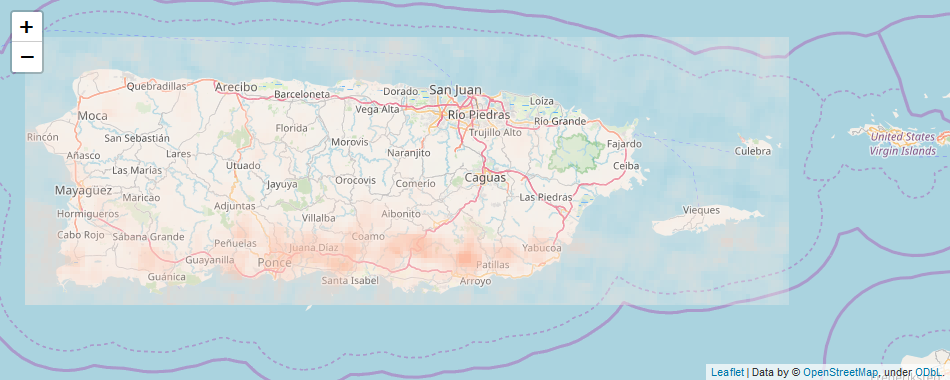 +
−
Quebradillas
Arecibo
Barceloneta
Dorado
San Juan
Loíza
Moca
Vega Alta
Río Piedras
Río Grande
Rincón
San Sebastián
Florida
Morovis
Trujillo Alto
Fajardo
United States
Virgin Islands
Culebra
Añasco
Lares
Naranjito
Utuado
Ceiba
Las Marías
Jayuya
Orocovis
Comerío
Caguas
Mayagüez
Maricao
Adjuntas
Las Piedras
Hormigueros
Villalba
Aibonito
Vieques
Cabo Rojo
Sabana Grande
Peñuelas
Juana Díaz
Coamo
Yabucoa
Guayanilla
Ponce
Patillas
Guánica
Santa Isabel
Arroyo
Leaflet | Data by © OpenStreetMap, under ODbL.